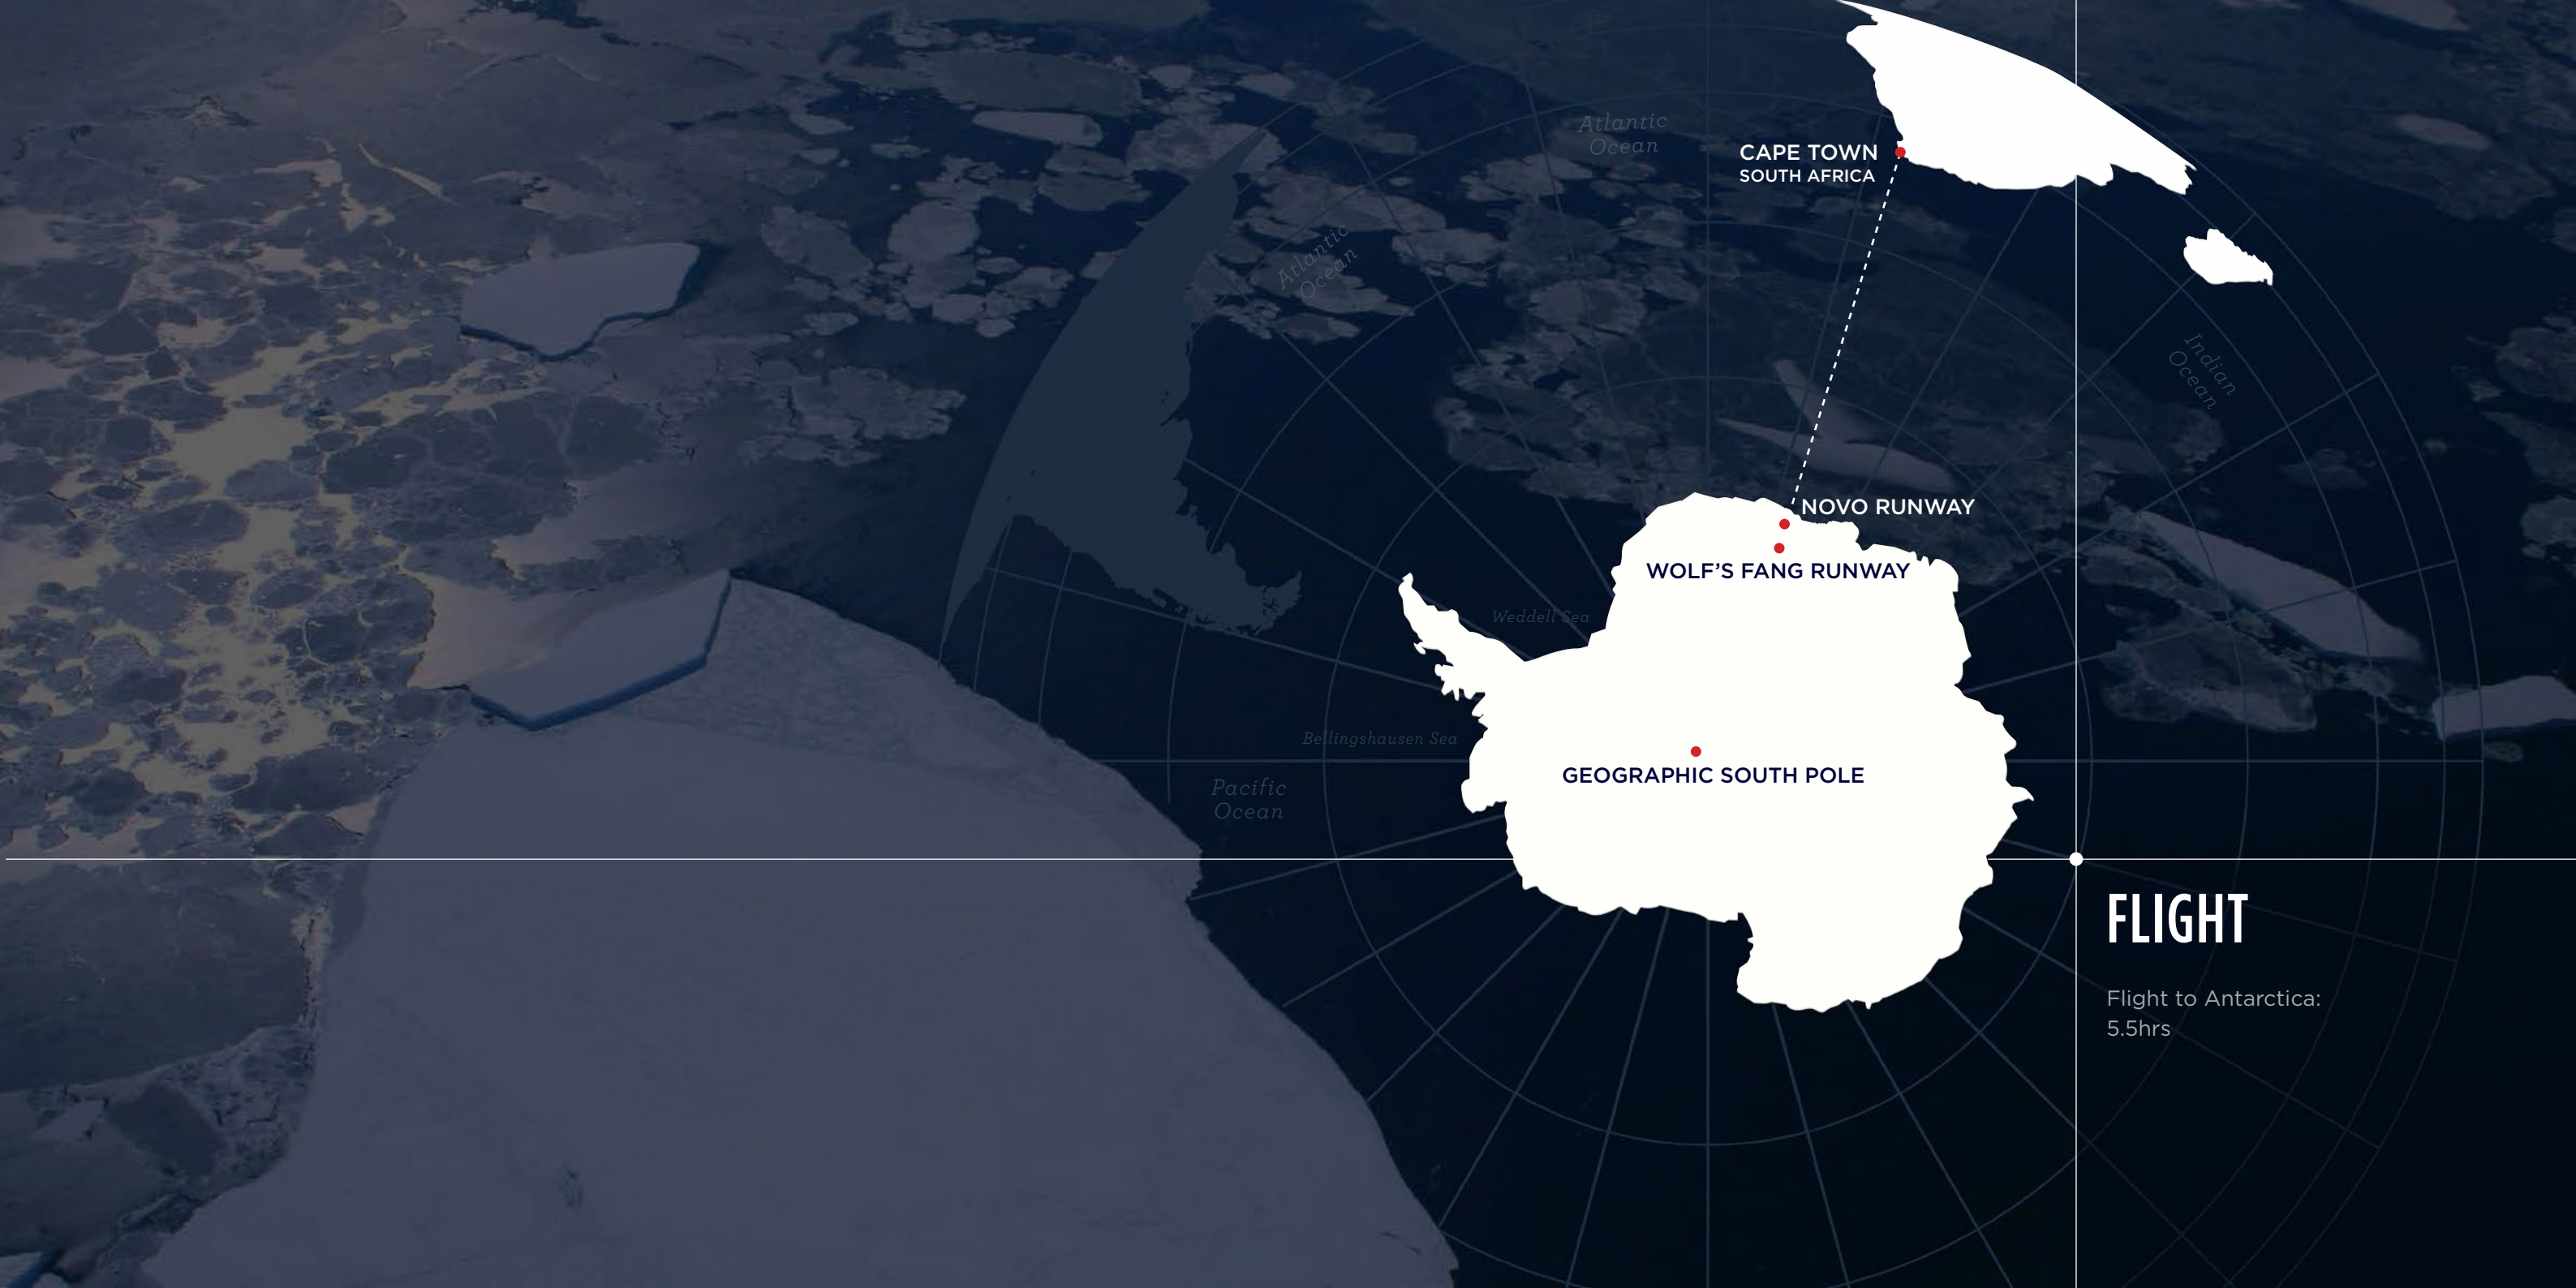 Atlantic
Ocean
CAPE TOWN
SOUTH AFRICA
Atlantic
Ocean
Indian
Ocean
NOVO RUNWAY
WOLF’S FANG RUNWAY
Weddell Sea
Bellingshausen Sea
GEOGRAPHIC SOUTH POLE
Pacific
Ocean
FLIGHT
Flight to Antarctica:
5.5hrs